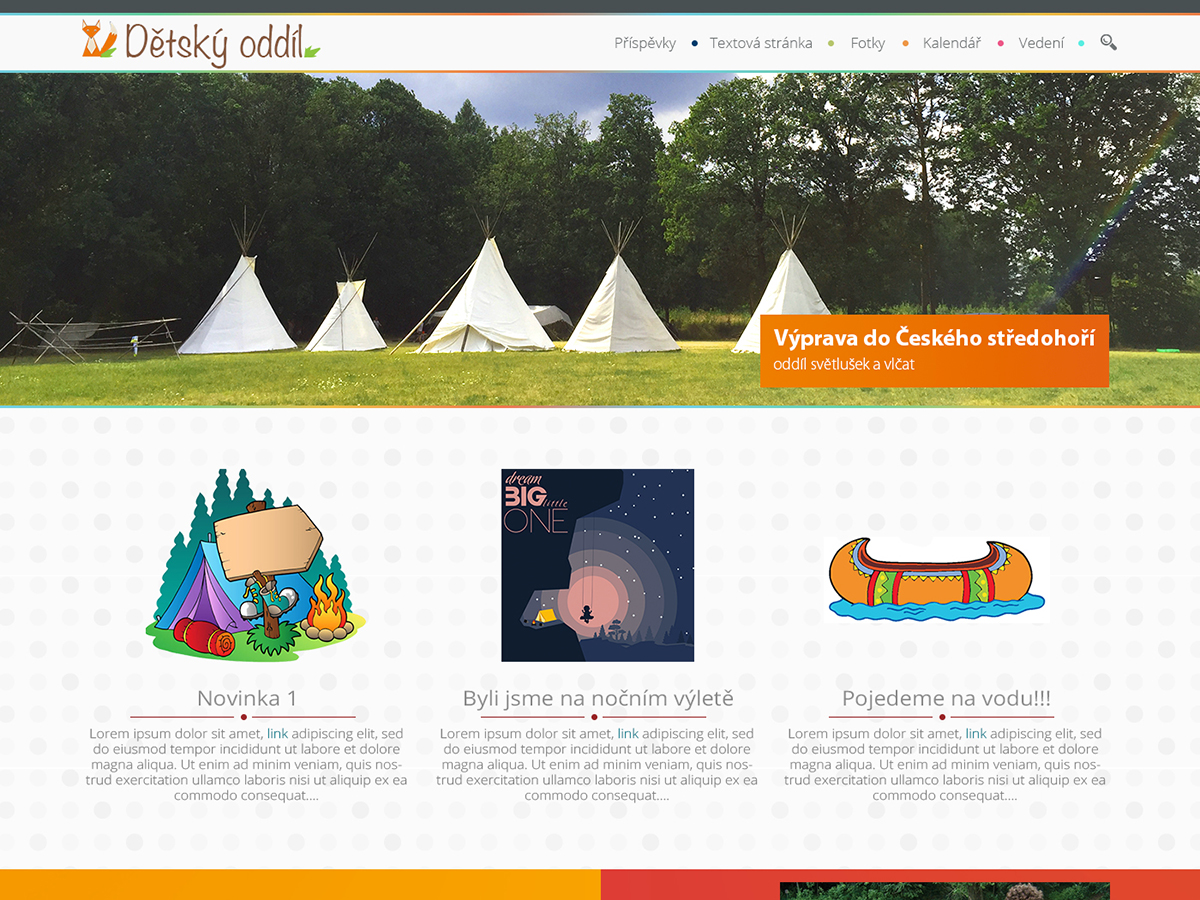 Dětský oddíl
Příspěvky Textová stránka Fotky Kalendář Vedení
Výprava do Českého středohoří
oddíl světlušek a vlčat
dream
BIG little
ONE
Novinka 1
Lorem ipsum dolor sit amet, link adipiscing elit, sed
do eiusmod tempor incididunt ut labore et dolore
magna aliqua. Ut enim ad minim veniam, quis nos-
trud exercitation ullamco laboris nisi ut aliquip ex ea
commodo consequat....
Byli jsme na nočním výletě
Lorem ipsum dolor sit amet, link adipiscing elit, sed
do eiusmod tempor incididunt ut labore et dolore
magna aliqua. Ut enim ad minim veniam, quis nos-
trud exercitation ullamco laboris nisi ut aliquip ex ea
commodo consequat....
Pojedeme na vodu!!!
Lorem ipsum dolor sit amet, link adipiscing elit, sed
do eiusmod tempor incididunt ut labore et dolore
magna aliqua. Ut enim ad minim veniam, quis nos-
trud exercitation ullamco laboris nisi ut aliquip ex ea
commodo consequat....